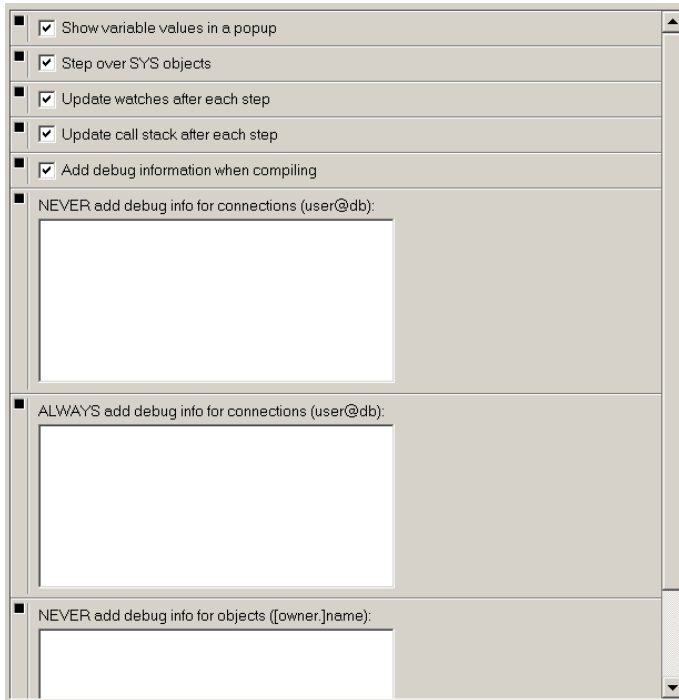 Show variable values in a popup
Step over SYS objects
Update watches after each step
Update call stack after each step
Add debug information when compiling
NEVER add debug info for connections (user@db):
ALWAYS add debug info for connections (user@db):
NEVER add debug info for objects ([owner.]name):